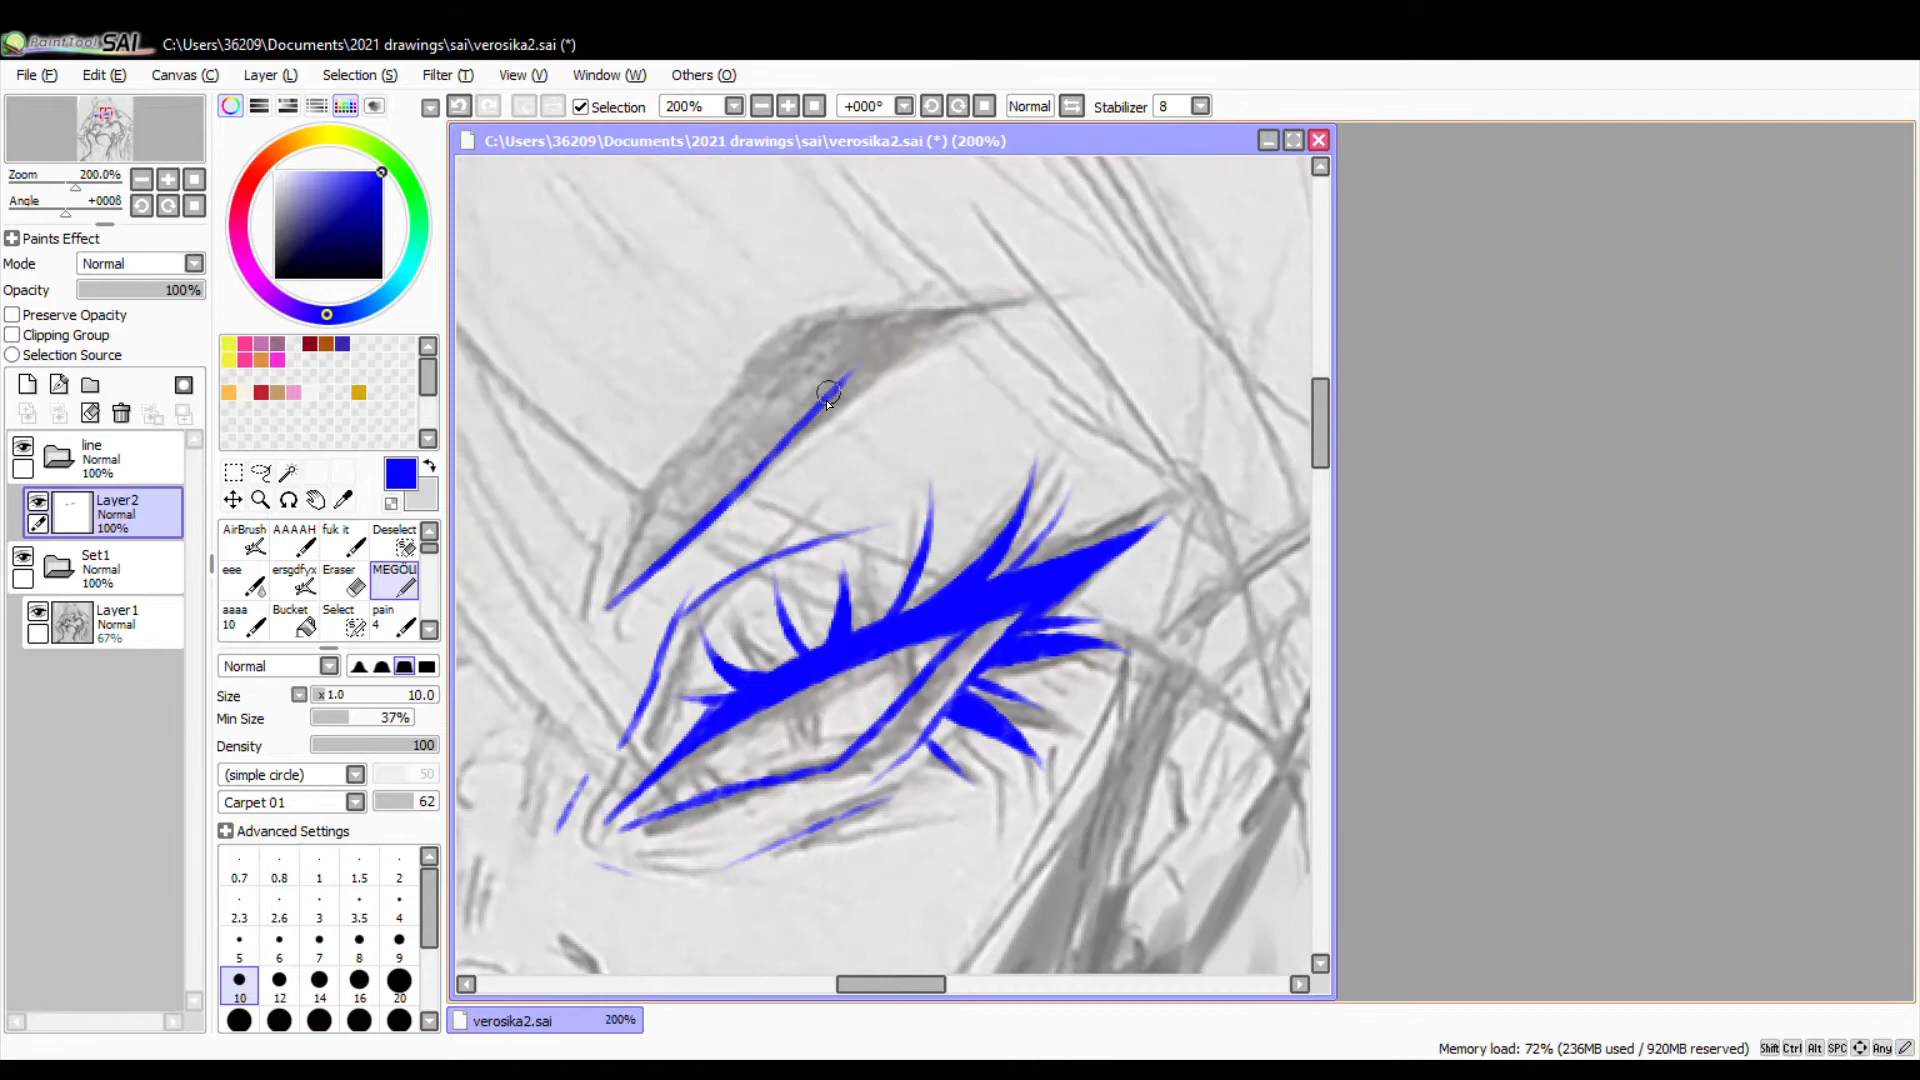 PaintTool SAI C:\Users\36209\Documents\2021 drawings\sai\verosika2.sai (*)
File (F) Edit (E) Canvas (C) Layer (L) Selection (S) Filter (T) View (V) Window (W) Others (O)
Selection 200% +000° Normal Stabilizer 8
C:\Users\36209\Documents\2021 drawings\sai\verosika2.sai (*) (200%)
Zoom 200.0%
Angle +000ß
Paints Effect
Mode Normal
Opacity 100%
Preserve Opacity
Clipping Group
Selection Source
line
Normal
100%
Layer2
Normal
100%
Set1
Normal
100%
Layer1
Normal
67%
AirBrush AAAAH fuk it Deselect
eee ersgdfyx Eraser MEGÖLI
aaaa Bucket Select pain
10 4
Normal
Size x 1.0 10.0
Min Size 37%
Density 100
(simple circle) 50
Carpet 01 62
Advanced Settings
0.7 0.8 1 1.5 2
2.3 2.6 3 3.5 4
5 6 7 8 9
10 12 14 16 20
verosika2.sai 200%
Memory load: 72% (236MB used / 920MB reserved) Shift Ctrl Alt SPC Any